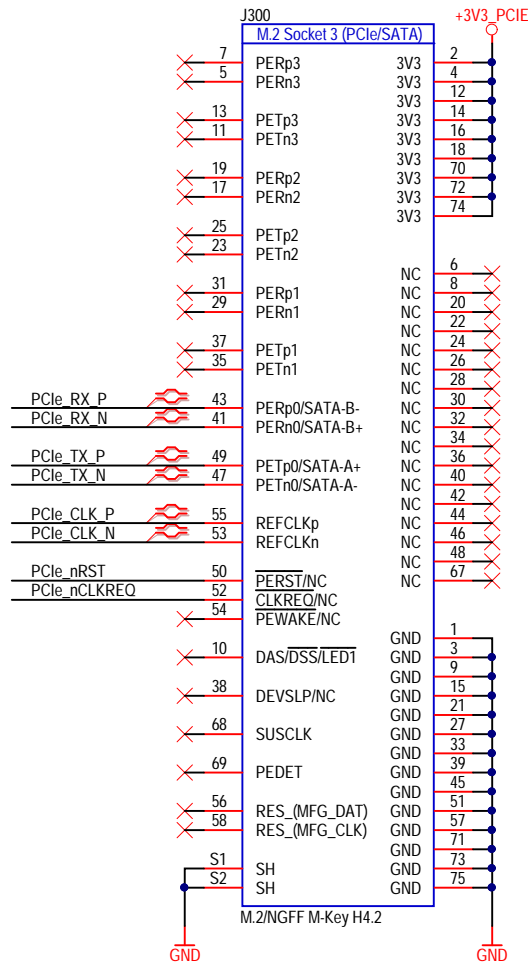 J300
+3V3_PCIE
M.2 Socket 3 (PCIe/SATA)
7 PERp3 3V3 2
5 PERn3 3V3 4
3V3 12
13 PETp3 3V3 14
11 PETn3 3V3 16
3V3 18
19 PERp2 3V3 70
17 PERn2 3V3 72
3V3 74
25 PETp2
23 PETn2
NC 6
31 PERp1 NC 8
29 PERn1 NC 20
NC 22
37 PETp1 NC 24
35 PETn1 NC 26
NC 28
PCIe_RX_P 43 PERp0/SATA-B- NC 30
PCIe_RX_N 41 PERn0/SATA-B+ NC 32
NC 34
PCIe_TX_P 49 PETp0/SATA-A+ NC 36
PCIe_TX_N 47 PETn0/SATA-A- NC 40
NC 42
PCIe_CLK_P 55 REFCLKp NC 44
PCIe_CLK_N 53 REFCLKn NC 46
NC 48
PCIe_nRST 50 PERST/NC NC 67
PCIe_nCLKREQ 52 CLKREQ/NC
54 PEWAKE/NC
GND 1
10 DAS/DSS/LED1 GND 3
GND 9
38 DEVSLP/NC GND 15
GND 21
68 SUSCLK GND 27
GND 33
69 PEDET GND 39
GND 45
56 RES_(MFG_DAT) GND 51
58 RES_(MFG_CLK) GND 57
GND 71
S1 SH GND 73
S2 SH GND 75
M.2/NGFF M-Key H4.2
GND
GND